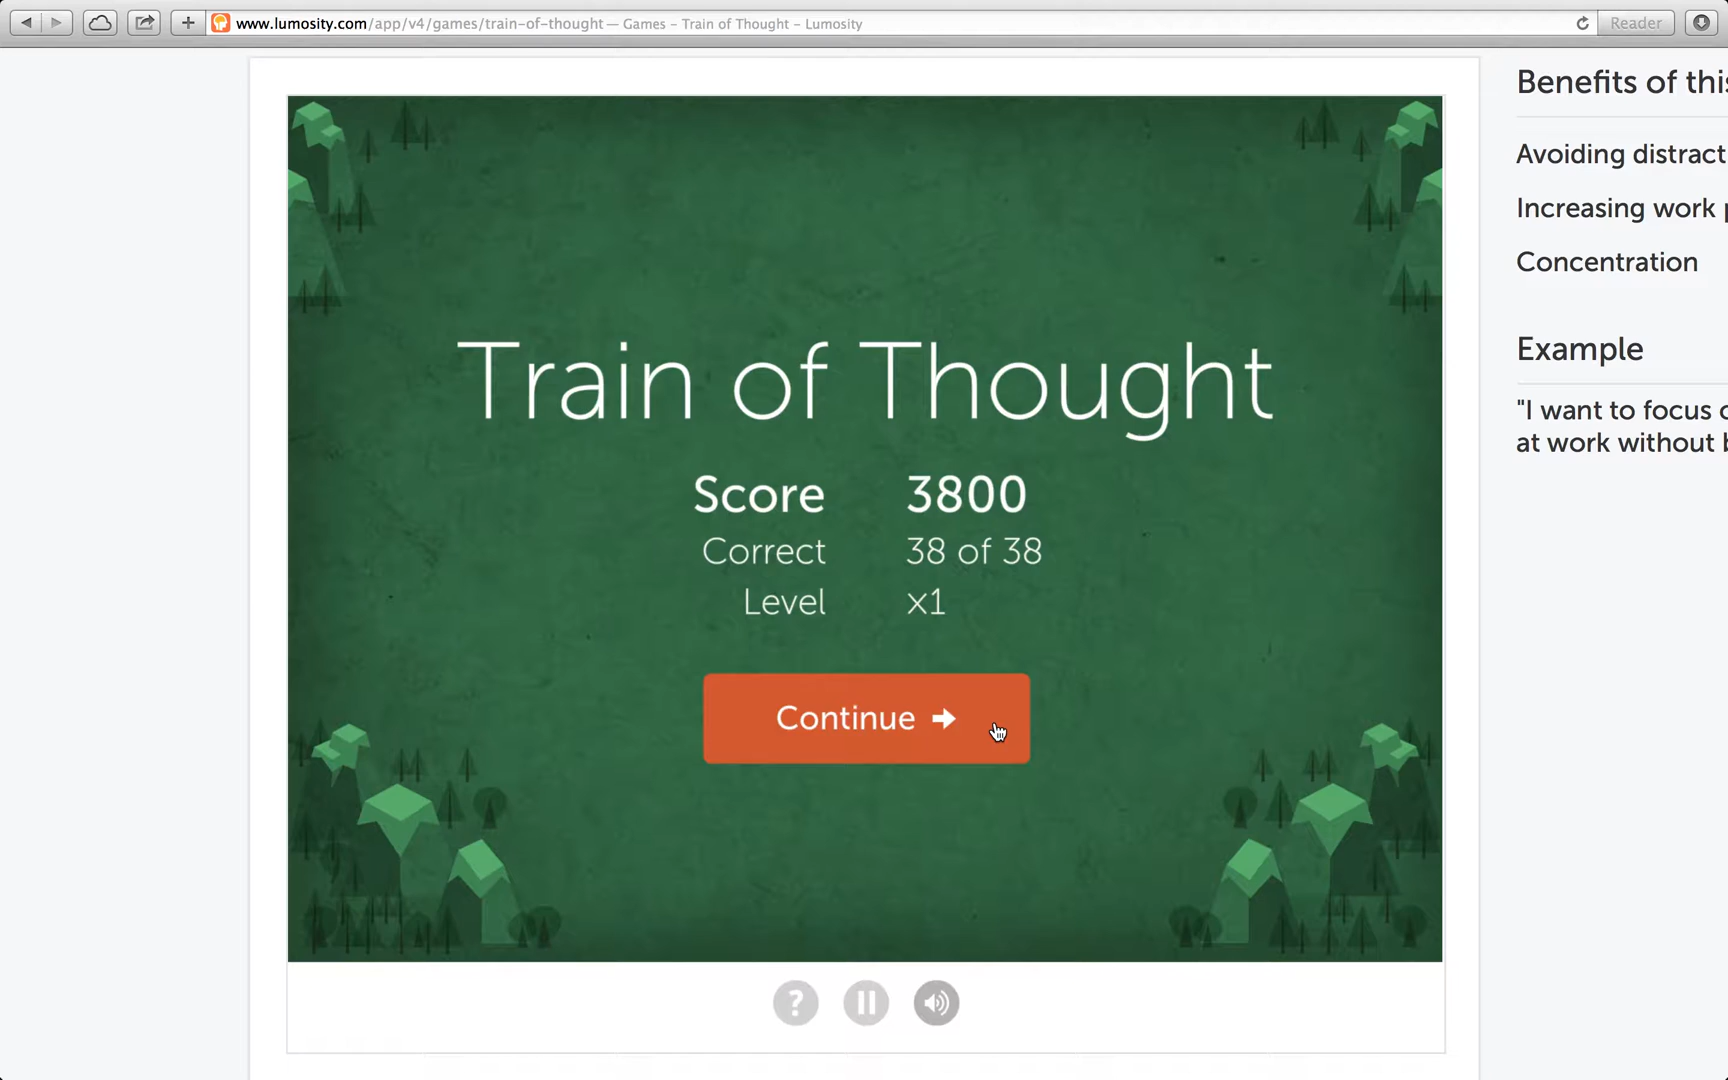 www.lumosity.com/app/v4/games/train-of-thought — Games – Train of Thought – Lumosity
Reader
Benefits of this
Avoiding distract
Increasing work p
Concentration
Example
"I want to focus o
at work without b
Train of Thought
Score 3800
Correct 38 of 38
Level x1
Continue
?